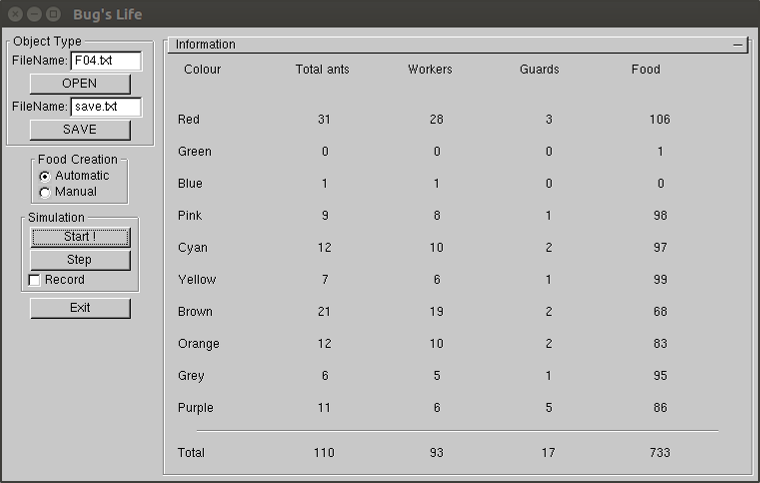 Bug's Life
Object Type
FileName: F04.txt
OPEN
FileName: save.txt
SAVE
Food Creation
Automatic
Manual
Simulation
Start !
Step
Record
Exit
Information
Colour Total ants Workers Guards Food
Red 31 28 3 106
Green 0 0 0 1
Blue 1 1 0 0
Pink 9 8 1 98
Cyan 12 10 2 97
Yellow 7 6 1 99
Brown 21 19 2 68
Orange 12 10 2 83
Grey 6 5 1 95
Purple 11 6 5 86
Total 110 93 17 733